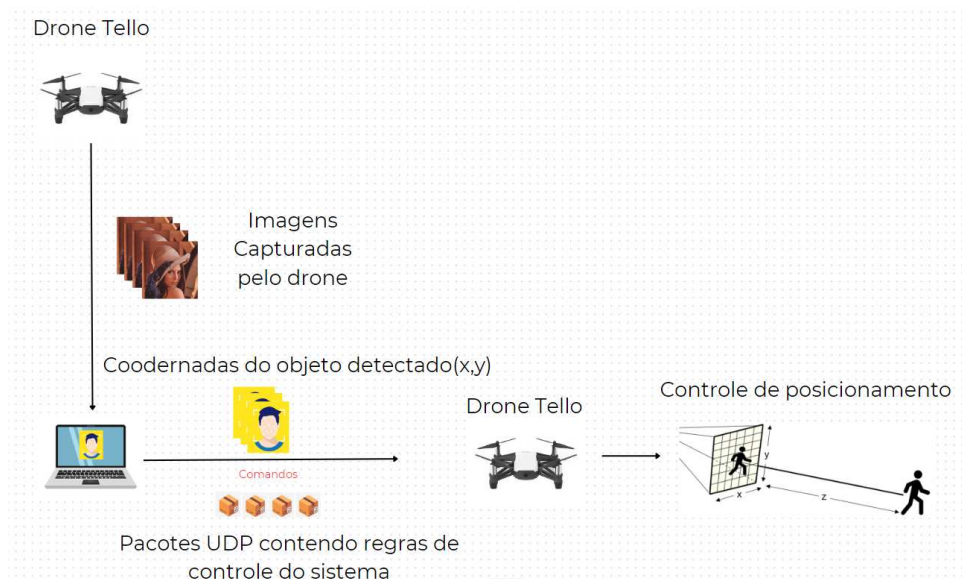 Drone Tello
Imagens
Capturadas
pelo drone
Coodernadas do objeto detectado(x,y)
Comandos
Pacotes UDP contendo regras de
controle do sistema
Drone Tello
Controle de posicionamento
y
x
z